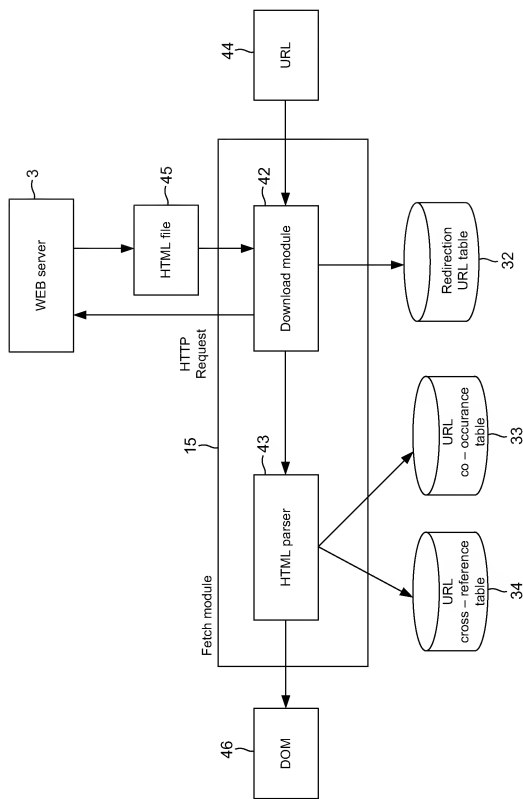 3
WEB server
45
HTML file
HTTP
Request
44
URL
42
Download module
15
43
HTML parser
Fetch module
46
DOM
Redirection
URL table
32
URL
co – occurance
table
33
URL
cross – reference
table
34